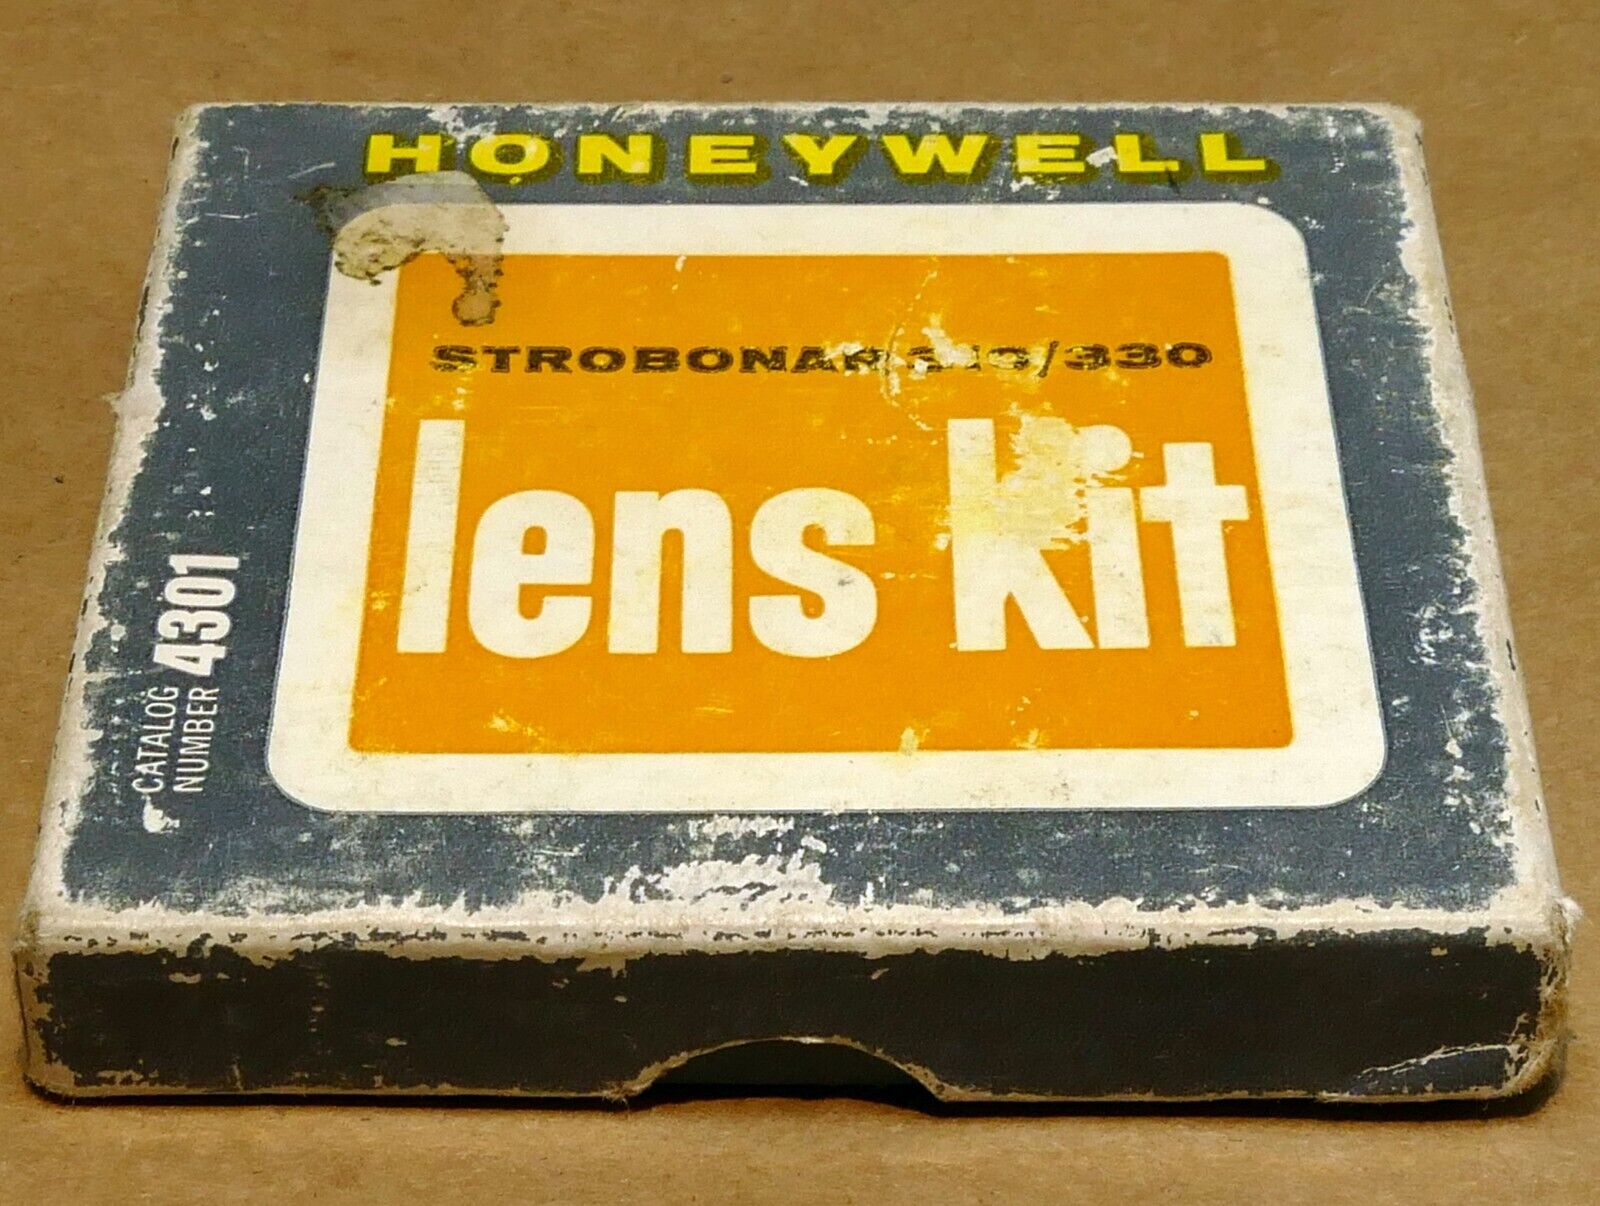 HONEYWELL
STROBONAR /330
lens kit
CATALOG
NUMBER 4301